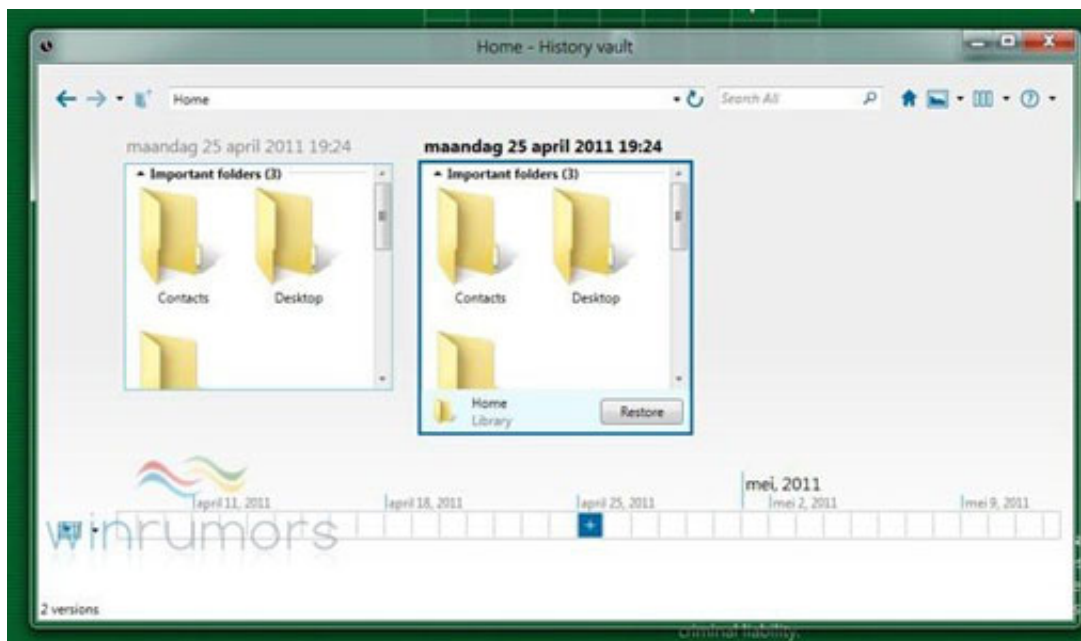 Home - History vault
Home
Search All
maandag 25 april 2011 19:24
maandag 25 april 2011 19:24
Important folders (3)
Important folders (3)
Contacts
Desktop
Contacts
Desktop
Home
Library
Restore
mei, 2011
april 11, 2011
april 18, 2011
april 25, 2011
mei 2, 2011
mei 9, 2011
winrumors
2 versions
criminal liability.